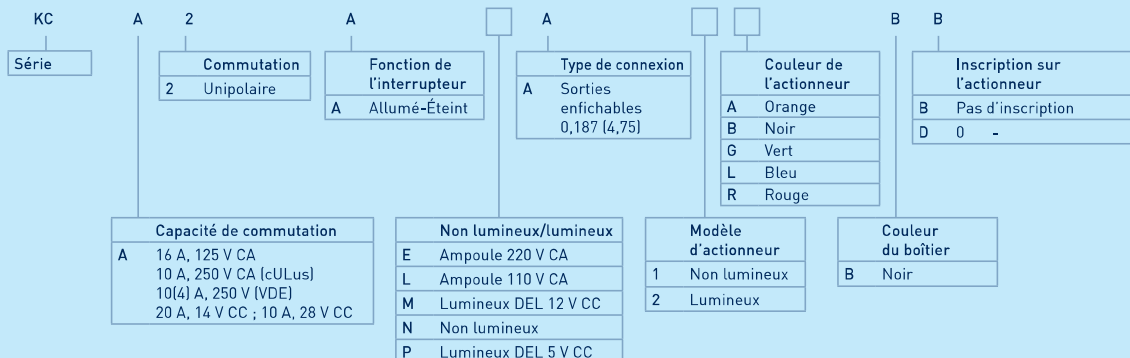 KC A 2 A A B B
Série
Commutation
2 Unipolaire
Fonction de
l'interrupteur
A Allumé-Éteint
Type de connexion
A Sorties
enfichables
0,187 (4,75)
Couleur de
l'actionneur
A Orange
B Noir
G Vert
L Bleu
R Rouge
Inscription sur
l'actionneur
B Pas d'inscription
D 0 -
Capacité de commutation
A 16 A, 125 V CA
10 A, 250 V CA (cULus)
10(4) A, 250 V (VDE)
20 A, 14 V CC ; 10 A, 28 V CC
Non lumineux/lumineux
E Ampoule 220 V CA
L Ampoule 110 V CA
M Lumineux DEL 12 V CC
N Non lumineux
P Lumineux DEL 5 V CC
Modèle
d'actionneur
1 Non lumineux
2 Lumineux
Couleur
du boîtier
B Noir